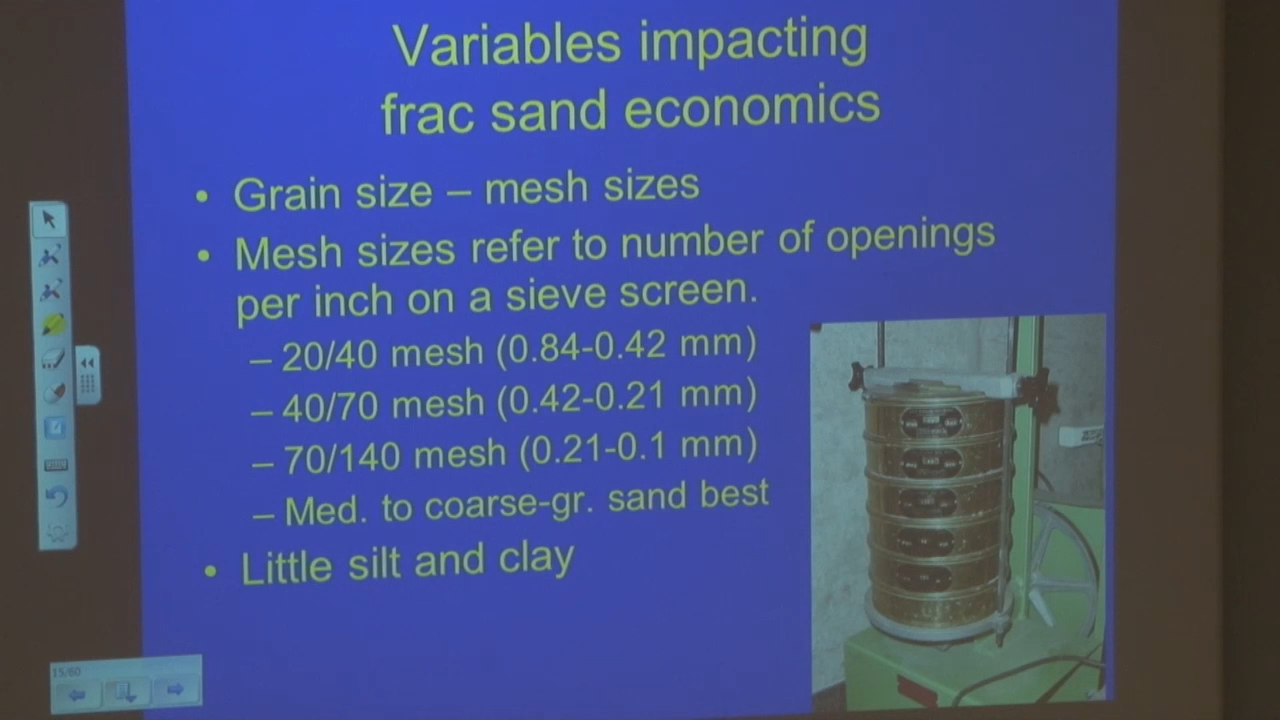 Variables impacting
frac sand economics
• Grain size – mesh sizes
• Mesh sizes refer to number of openings
per inch on a sieve screen.
– 20/40 mesh (0.84-0.42 mm)
– 40/70 mesh (0.42-0.21 mm)
– 70/140 mesh (0.21-0.1 mm)
– Med. to coarse-gr. sand best
• Little silt and clay
15/60